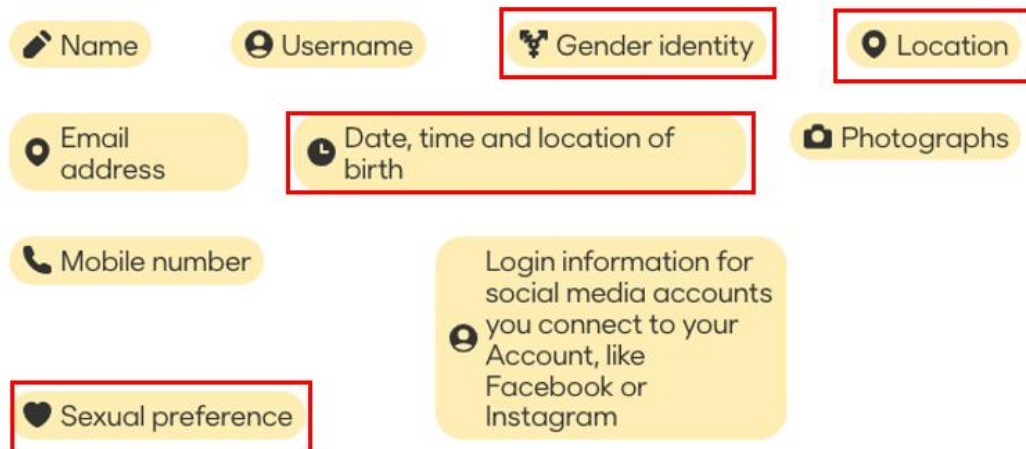 Name
Username
Gender identity
Location
Email
address
Date, time and location of
birth
Photographs
Mobile number
Login information for
social media accounts
you connect to your
Account, like
Facebook or
Instagram
Sexual preference